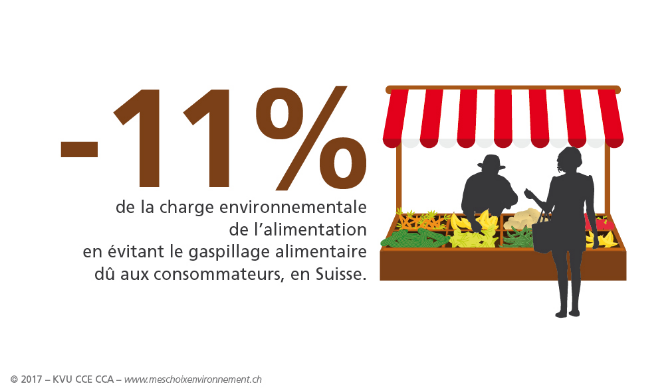 -11%
de la charge environnementale
de l’alimentation
en évitant le gaspillage alimentaire
dû aux consommateurs, en Suisse.
© 2017 – KVU CCE CCA – www.meschoixenvironnement.ch